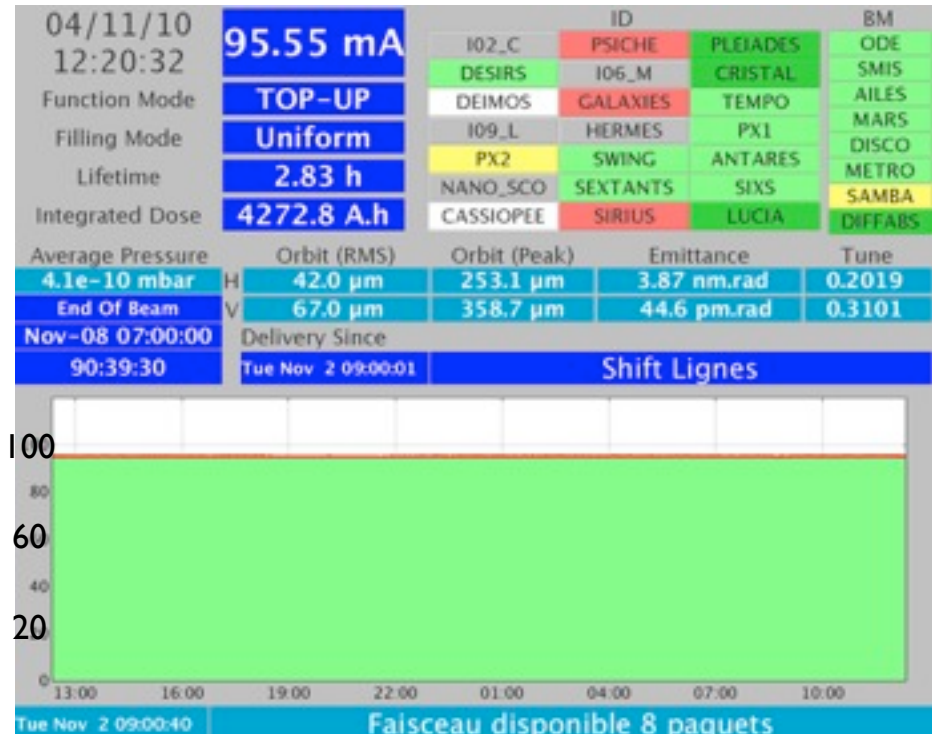 04/11/10 95.55 mA ID BM
12:20:32
I02_C PSICHE PLEIADES ODE
DESIRS I06_M CRISTAL SMIS
Function Mode TOP-UP DEIMOS GALAXIES TEMPO AILES
MARS
Filling Mode Uniform I09_L HERMES PX1 DISCO
PX2 SWING ANTARES METRO
Lifetime 2.83 h NANO_SCO SEXTANTS SIXS SAMBA
Integrated Dose 4272.8 A.h CASSIOPEE SIRIUS LUCIA DIFFABS
Average Pressure Orbit (RMS) Orbit (Peak) Emittance Tune
4.1e-10 mbar H 42.0 µm 253.1 µm 3.87 nm.rad 0.2019
End Of Beam V 67.0 µm 358.7 µm 44.6 pm.rad 0.3101
Nov-08 07:00:00 Delivery Since
90:39:30 Tue Nov 2 09:00:01 Shift Lignes
100
80
60
40
20
0
13:00 16:00 19:00 22:00 01:00 04:00 07:00 10:00
Tue Nov 2 09:00:40 Faisceau disponible 8 paquets